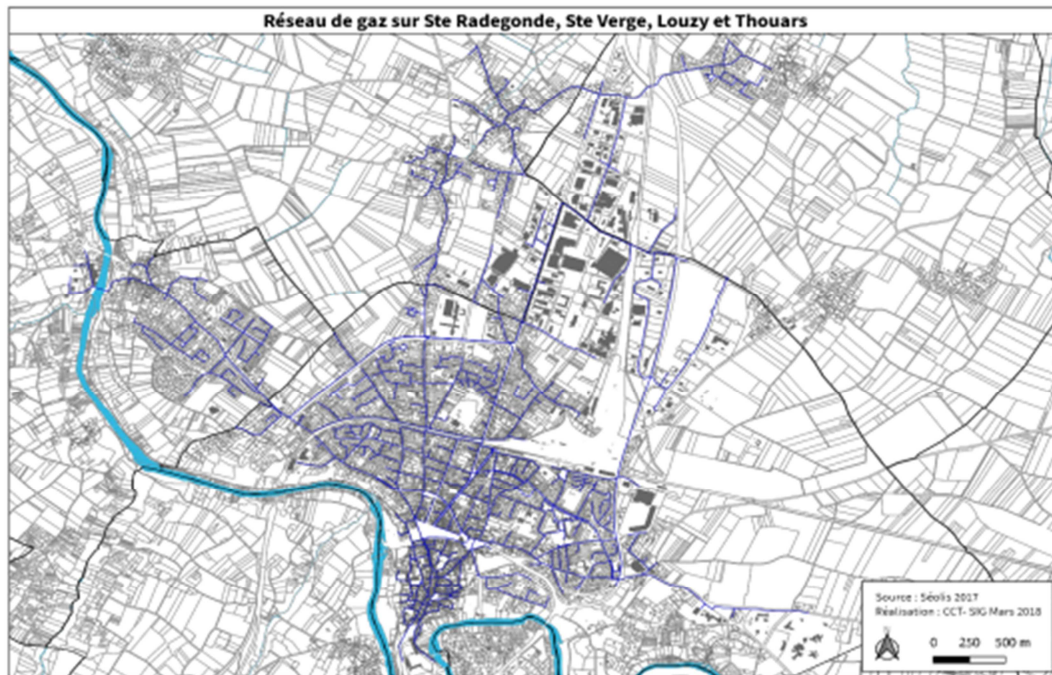 Réseau de gaz sur Ste Radegonde, Ste Verge, Louzy et Thouars
Source : Séolis 2017
Réalisation : CCT- SIG Mars 2018
0 250 500 m